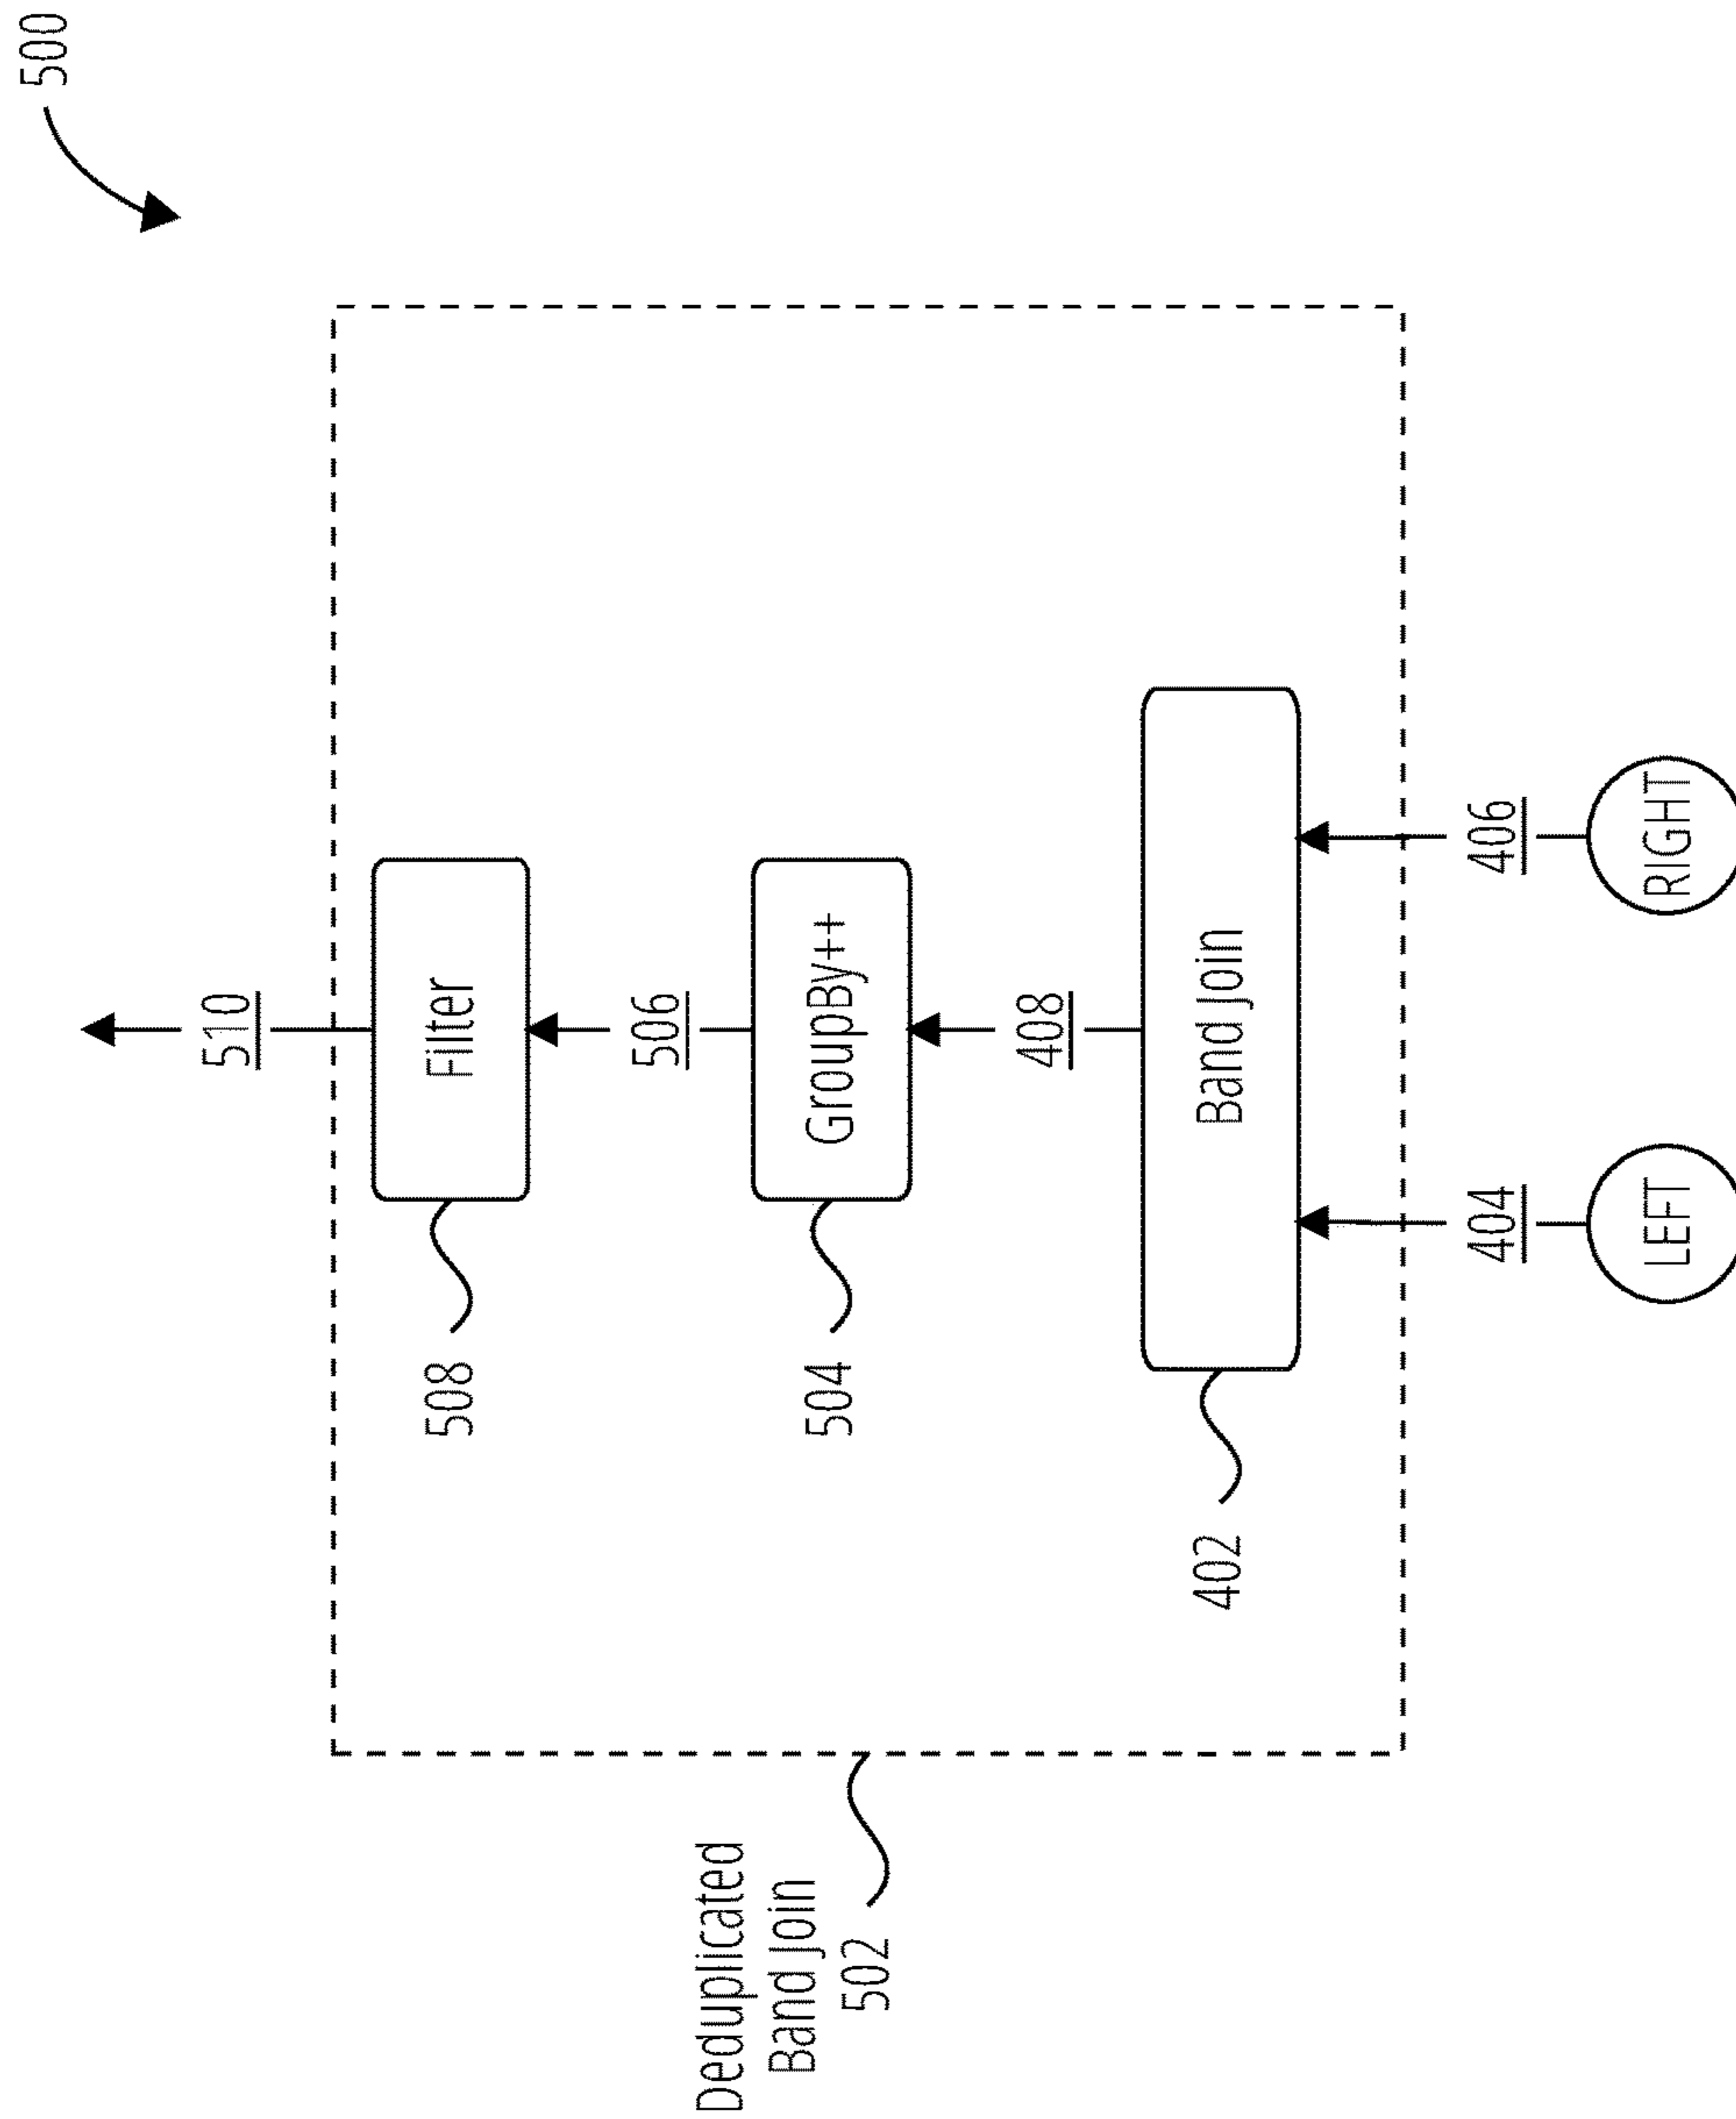 500
510
Filter
508
506
GroupBy++
504
408
Band Join
402
Deduplicated
Band Join
502
404
406
LEFT
RIGHT